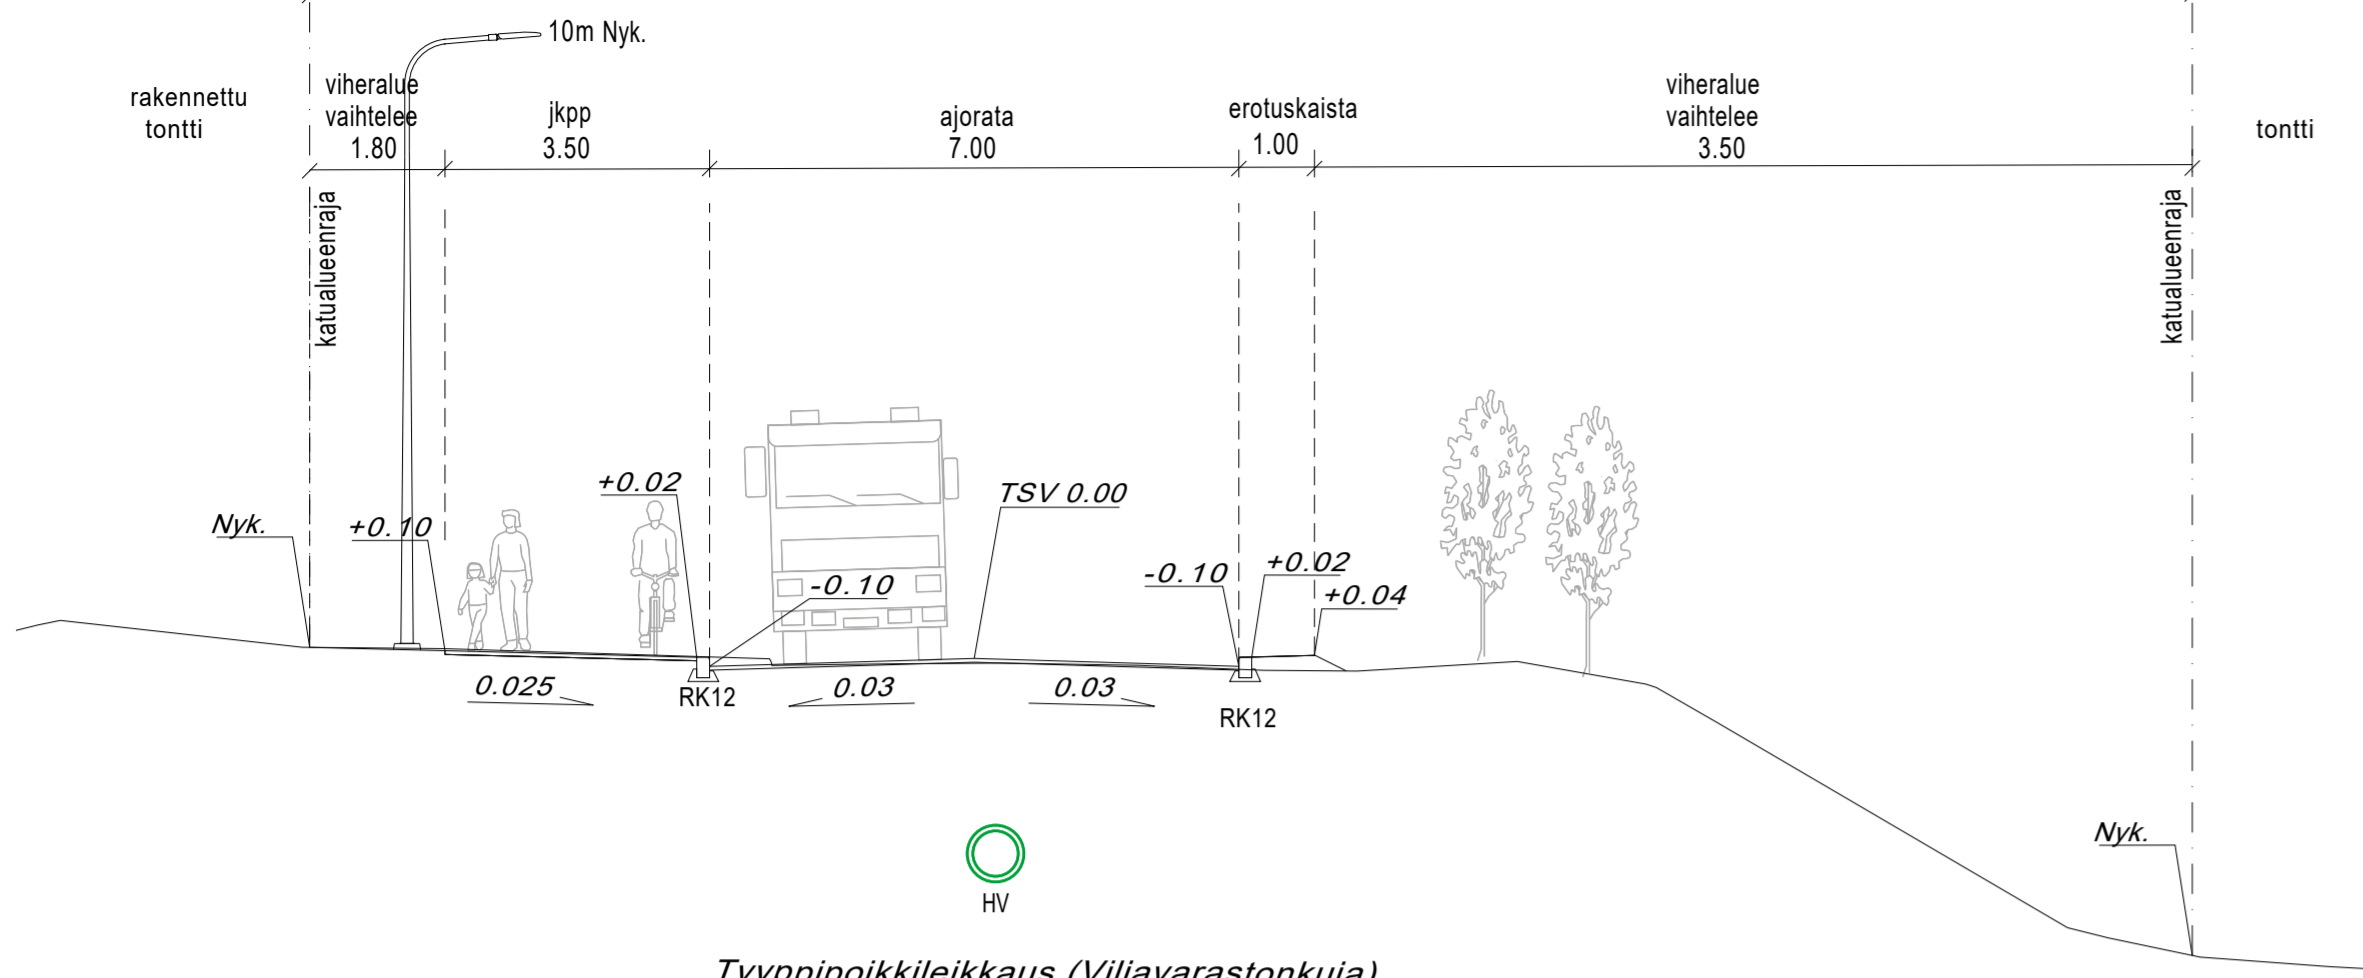 10m Nyk.
rakennettu
tontti
viheralue
vaihtelee
1.80
jkpp
3.50
ajorata
7.00
erotuskaista
1.00
viheralue
vaihtelee
3.50
tontti
katualueenraja
katualueenraja
Nyk.
+0.10
+0.02
-0.10
TSV 0.00
-0.10
+0.02
+0.04
0.025
RK12
0.03
0.03
RK12
Nyk.
HV
Tyyppipoikkileikkaus (Viljavarastonkuja)